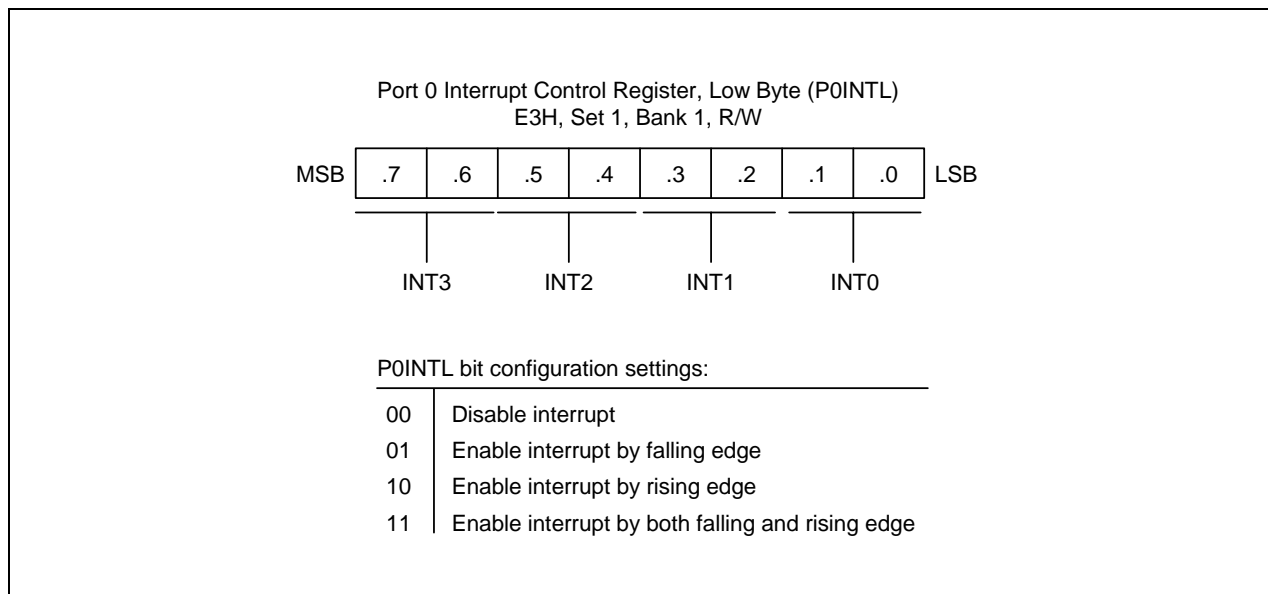 Port 0 Interrupt Control Register, Low Byte (P0INTL)
E3H, Set 1, Bank 1, R/W
MSB .7 .6 .5 .4 .3 .2 .1 .0 LSB
INT3 INT2 INT1 INT0
P0INTL bit configuration settings:
00 Disable interrupt
01 Enable interrupt by falling edge
10 Enable interrupt by rising edge
11 Enable interrupt by both falling and rising edge